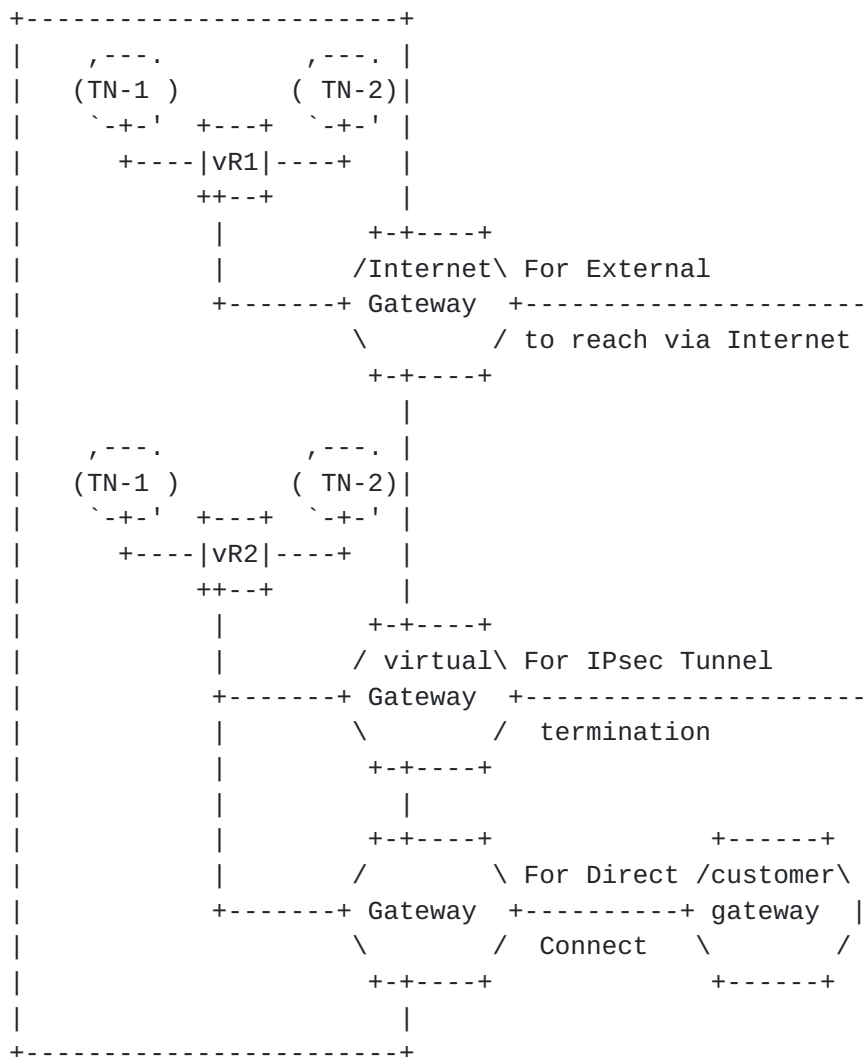 (TN-1 ) ( TN-2)
vR1
/Internet\ For External
Gateway
to reach via Internet
(TN-1 ) ( TN-2)
vR2
/ virtual\ For IPsec Tunnel
Gateway
termination
For Direct /customer\
Gateway gateway
Connect